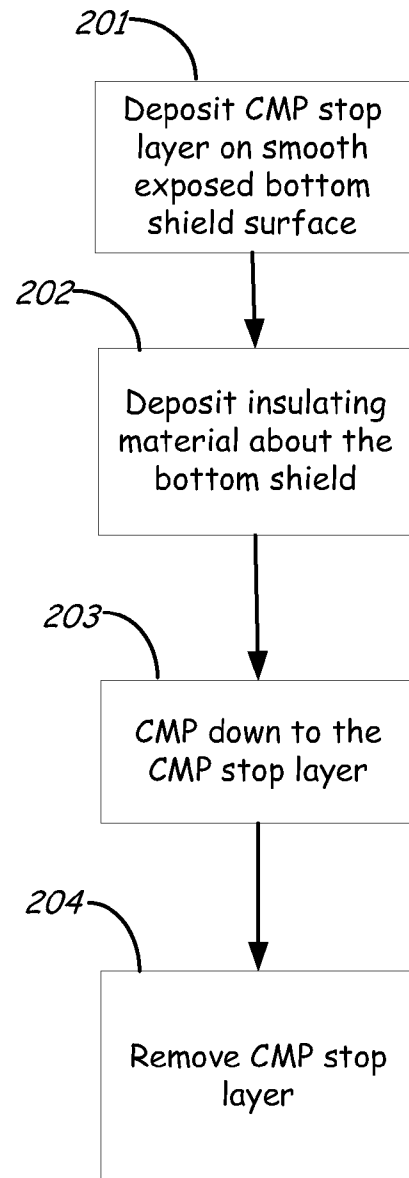 201
Deposit CMP stop
layer on smooth
exposed bottom
shield surface
202
Deposit insulating
material about the
bottom shield
203
CMP down to the
CMP stop layer
204
Remove CMP stop
layer